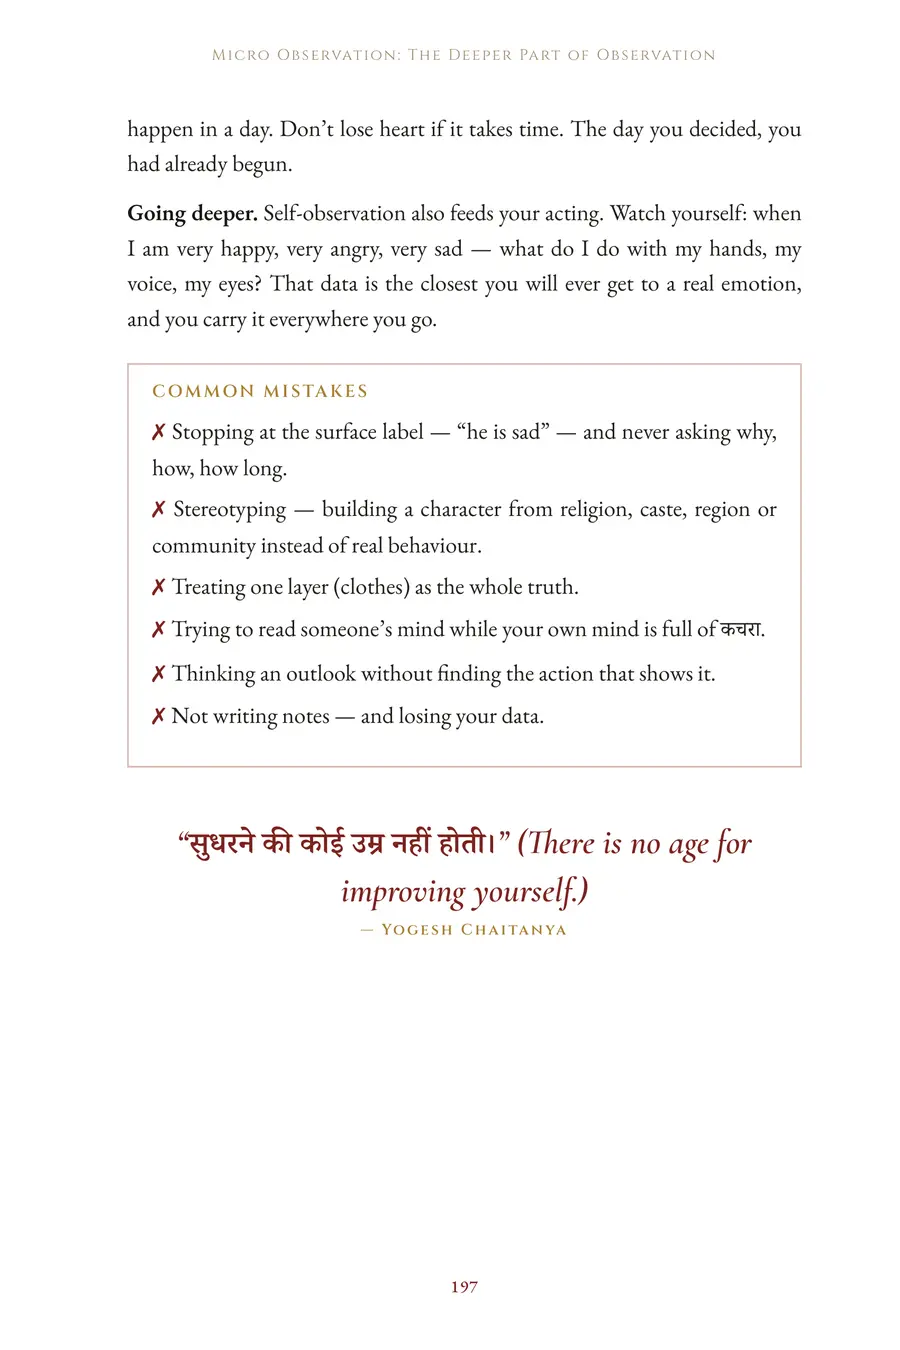 Micro Observation: The Deeper Part of Observation
happen in a day. Don’t lose heart if it takes time. The day you decided, you
had already begun.
Going deeper. Self-observation also feeds your acting. Watch yourself: when
I am very happy, very angry, very sad — what do I do with my hands, my
voice, my eyes? That data is the closest you will ever get to a real emotion,
and you carry it everywhere you go.
COMMON MISTAKES
✗ Stopping at the surface label — “he is sad” — and never asking why,
how, how long.
✗ Stereotyping — building a character from religion, caste, region or
community instead of real behaviour.
✗ Treating one layer (clothes) as the whole truth.
✗ Trying to read someone’s mind while your own mind is full of कचरा.
✗ Thinking an outlook without finding the action that shows it.
✗ Not writing notes — and losing your data.
“सुधरने की कोई उम्र नहीं होती।” (There is no age for
improving yourself.)
— Yogesh Chaitanya
197